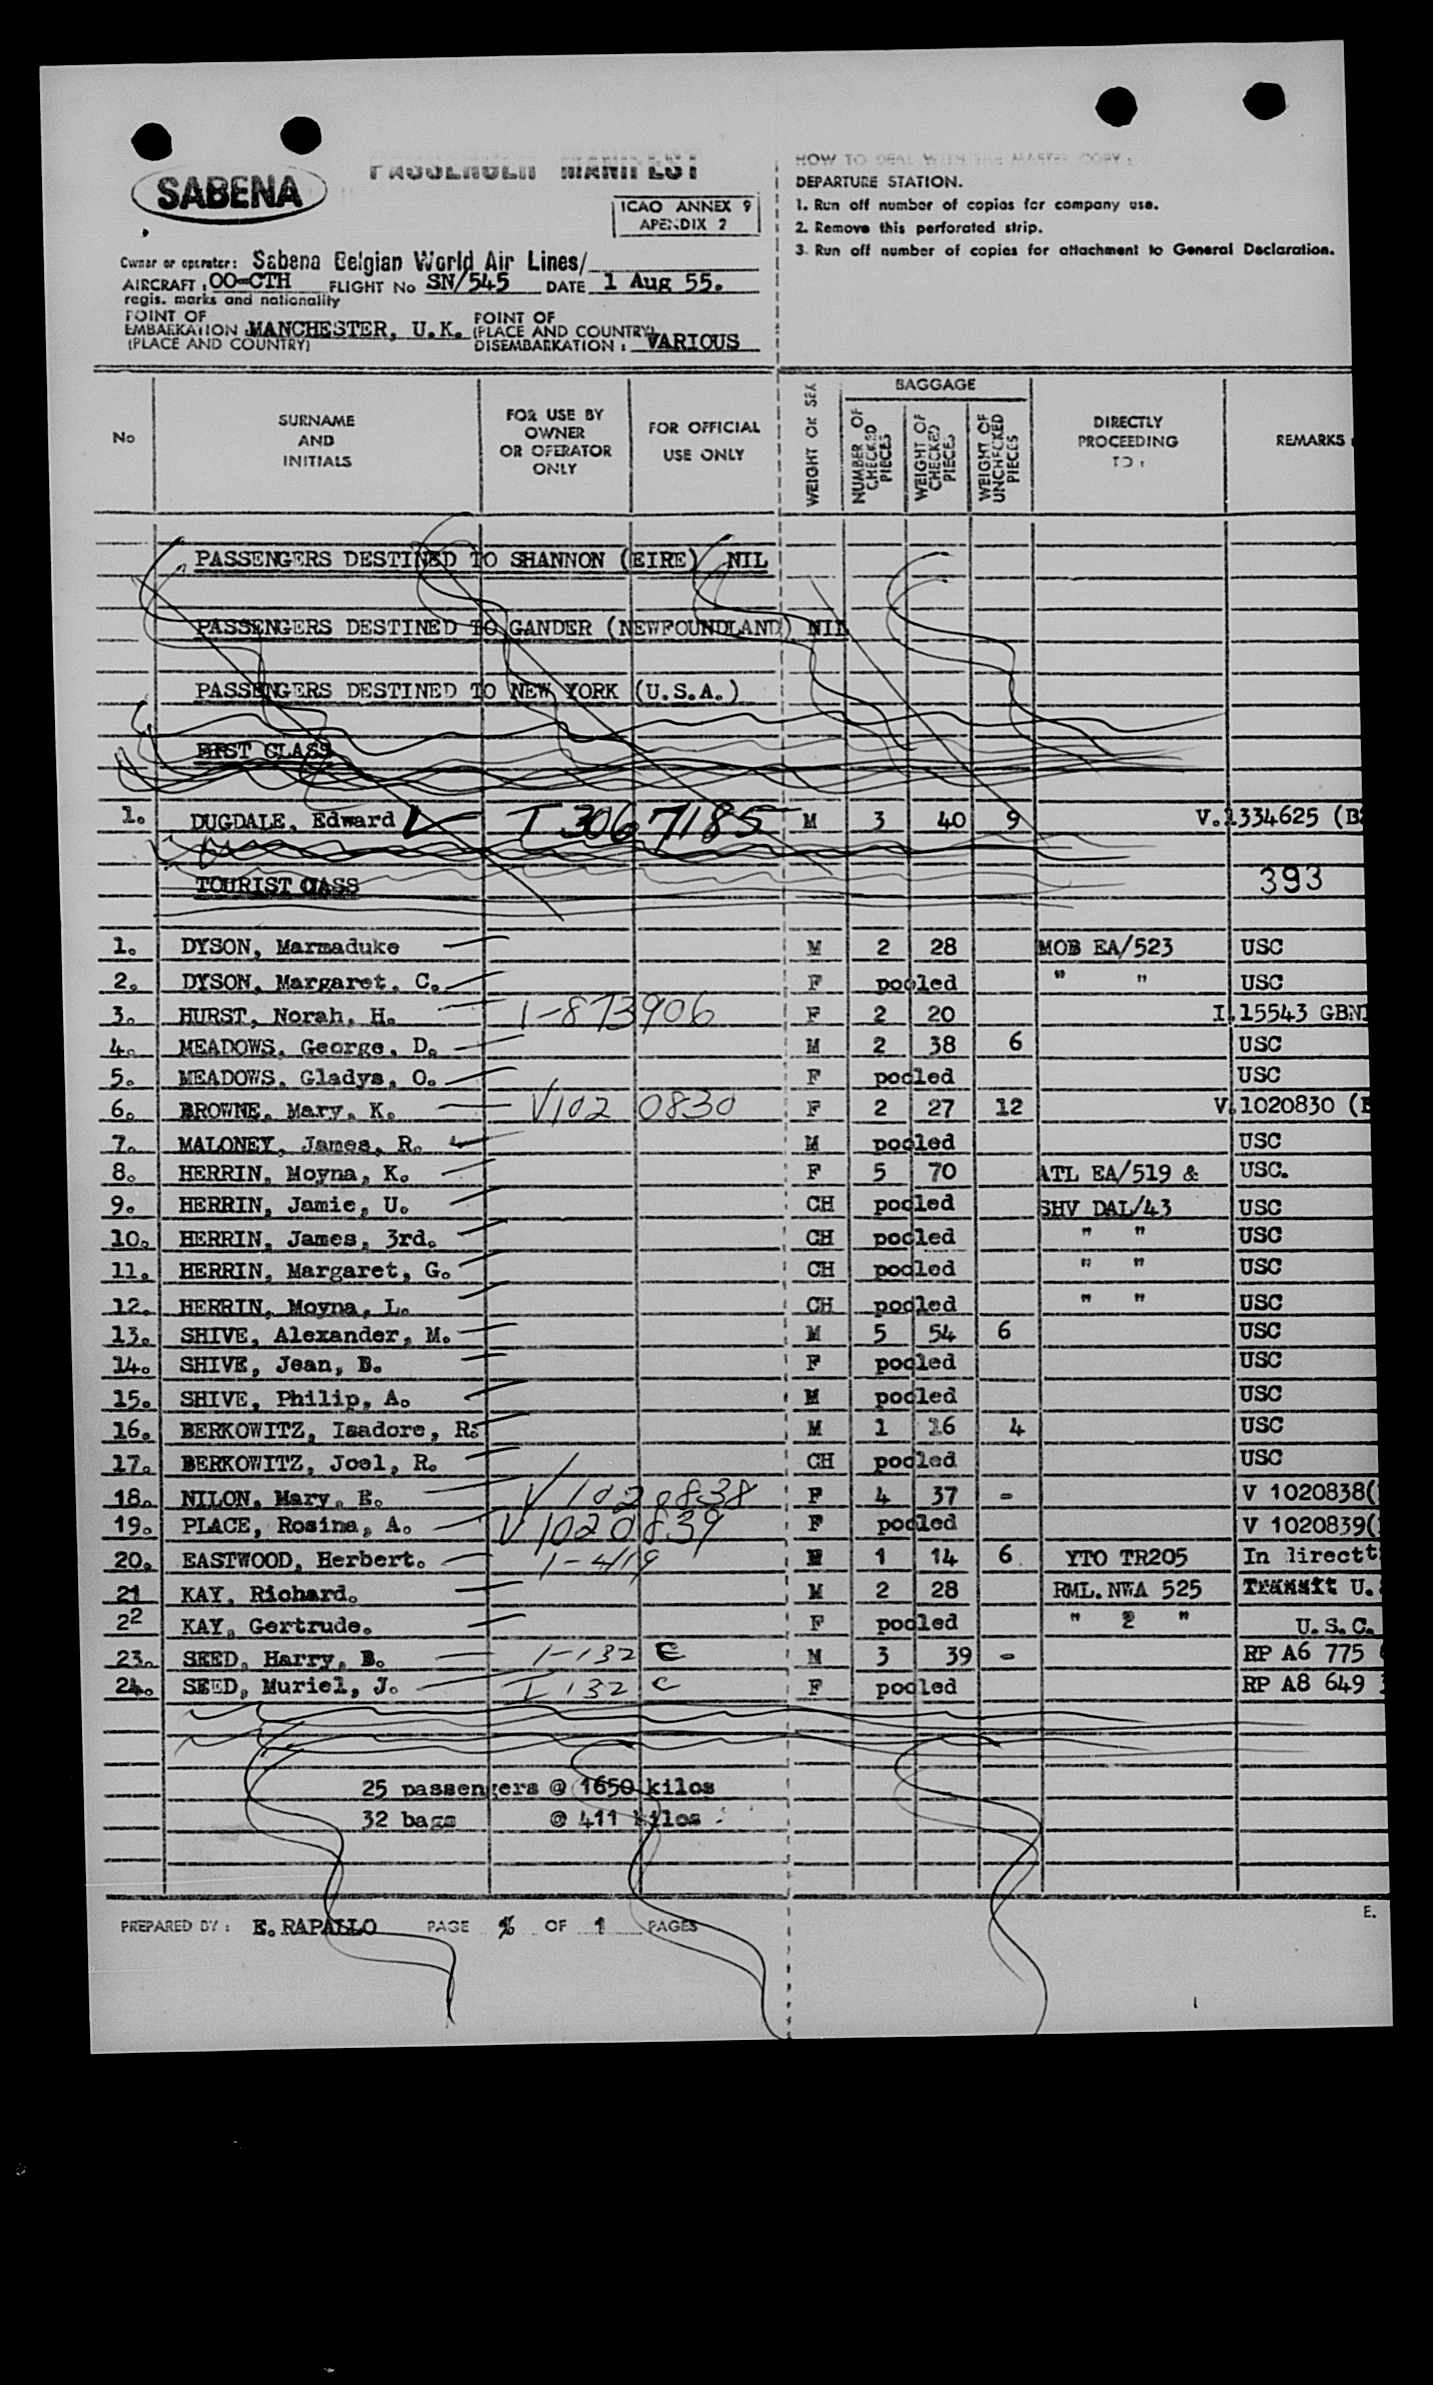 SABENA
PASSENGER MANIFEST
ICAO ANNEX 9
APENDIX 2
HOW TO DEAL WITH THE MASTER COPY :
DEPARTURE STATION.
1. Run off number of copies for company use.
2. Remove this perforated strip.
3. Run off number of copies for attachment to General Declaration.
Owner or operator: Sabena Belgian World Air Lines/
AIRCRAFT : OO-CTH FLIGHT No SN/545 DATE 1 Aug 55.
regis. marks and nationality
POINT OF EMBARKATION MANCHESTER, U.K. (PLACE AND COUNTRY)
POINT OF (PLACE AND COUNTRY) DISEMBARKATION : VARIOUS
No SURNAME AND INITIALS FOR USE BY OWNER OR OPERATOR ONLY FOR OFFICIAL USE ONLY WEIGHT OR SEX BAGGAGE NUMBER OF CHECKED PIECES WEIGHT OF CHECKED PIECES WEIGHT OF UNCHECKED PIECES DIRECTLY PROCEEDING TO : REMARKS :
PASSENGERS DESTINED TO SHANNON (EIRE) NIL
PASSENGERS DESTINED TO GANDER (NEWFOUNDLAND) NIL
PASSENGERS DESTINED TO NEW YORK (U.S.A.)
FIRST CLASS
1. DUGDALE, Edward I 3067185 M 3 40 9 V.1334625
TOURIST CLASS 393
1. DYSON, Marmaduke M 2 28 MOB EA/523 USC
2. DYSON, Margaret, C. F pooled " " USC
3. HURST, Norah, H. 1-873906 F 2 20 I.15543
4. MEADOWS, George, D. M 2 38 6 USC
5. MEADOWS, Gladys, O. F pooled USC
6. BROWNE, Mary, K. V102 0830 F 2 27 12 V.1020830
7. MALONEY, James, R. M pooled USC
8. HERRIN, Moyna, K. F 5 70 ATL EA/519 & USC.
9. HERRIN, Jamie, U. CH pooled SHV DAL/43 USC
10. HERRIN, James, 3rd. CH pooled " " USC
11. HERRIN, Margaret, G. CH pooled " " USC
12. HERRIN, Moyna, L. CH pooled " " USC
13. SHIVE, Alexander, M. M 5 54 6 USC
14. SHIVE, Jean, B. F pooled USC
15. SHIVE, Philip, A. M pooled USC
16. BERKOWITZ, Isadore, R. M 1 16 4 USC
17. BERKOWITZ, Joel, R. CH pooled USC
18. NILON, Mary, E. V 1020838 F 4 37 - V 1020838(
19. PLACE, Rosina, A. V1020839 F pooled V 1020839(
20. EASTWOOD, Herbert. 1-4/19 1 14 6 YTO TR205 In direct
21 KAY, Richard. M 2 28 RML.NWA 525 Transit U.
22 KAY, Gertrude. F pooled " 2 " U.S.C.
23. SEED, Harry, B. 1-132 C M 3 39 - RP A6 775
24. SEED, Muriel, J. I-132 C F pooled RP A8 649
25 passengers @ 1650 kilos
32 bags @ 411 kilos
PREPARED BY : E. RAPALLO PAGE OF 1 PAGES
E.